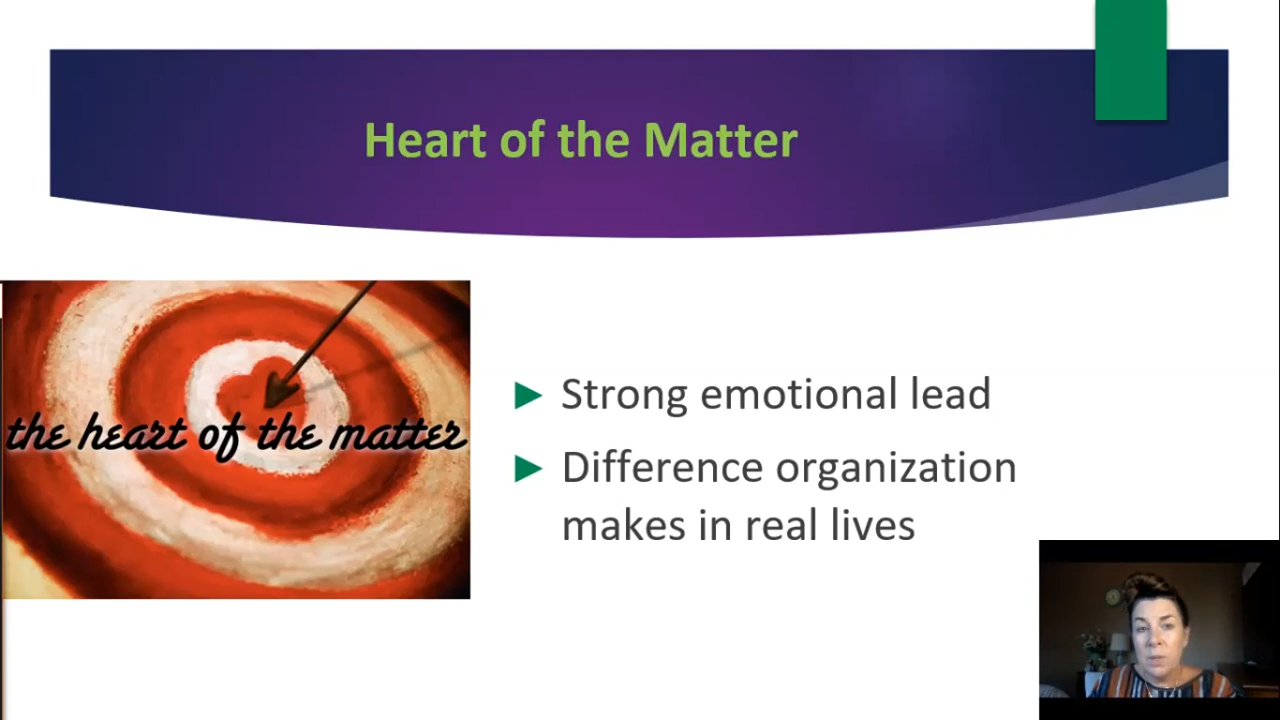 Heart of the Matter
the heart of the matter
Strong emotional lead
Difference organization
makes in real lives